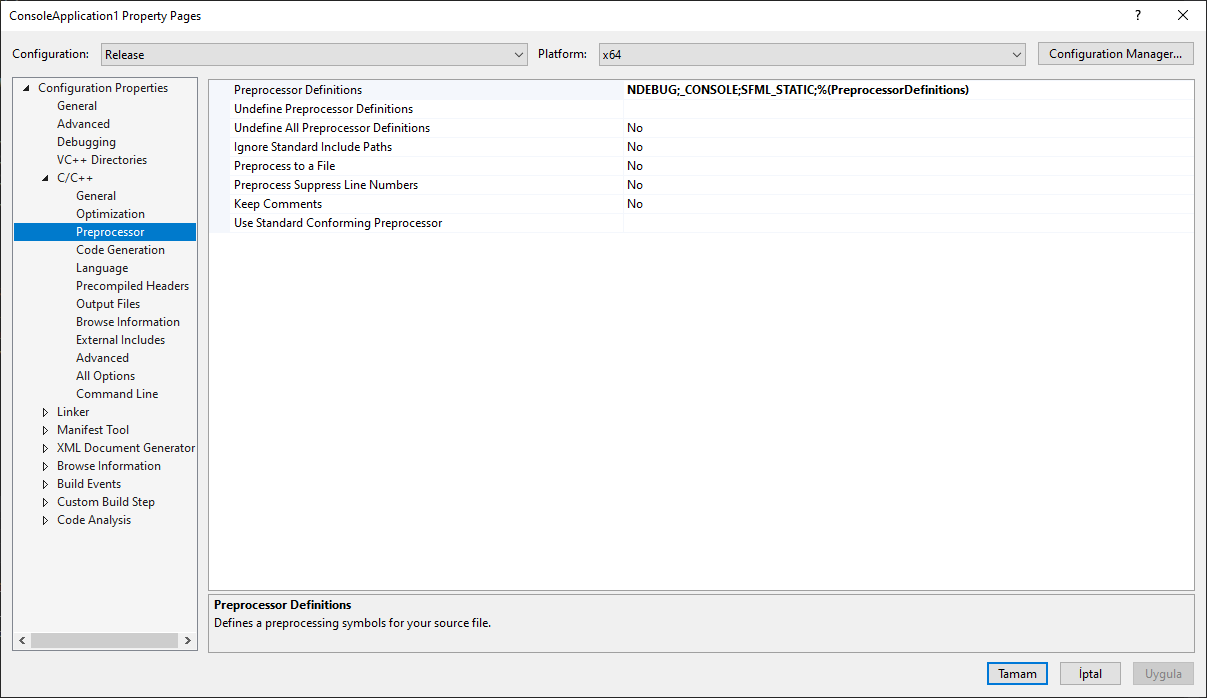 ConsoleApplication1 Property Pages
?
Configuration: Release Platform: x64 Configuration Manager...
Configuration Properties
General
Advanced
Debugging
VC++ Directories
C/C++
General
Optimization
Preprocessor
Code Generation
Language
Precompiled Headers
Output Files
Browse Information
External Includes
Advanced
All Options
Command Line
Linker
Manifest Tool
XML Document Generator
Browse Information
Build Events
Custom Build Step
Code Analysis
Preprocessor Definitions NDEBUG;_CONSOLE;SFML_STATIC;%(PreprocessorDefinitions)
Undefine Preprocessor Definitions
Undefine All Preprocessor Definitions No
Ignore Standard Include Paths No
Preprocess to a File No
Preprocess Suppress Line Numbers No
Keep Comments No
Use Standard Conforming Preprocessor
Preprocessor Definitions
Defines a preprocessing symbols for your source file.
Tamam İptal Uygula